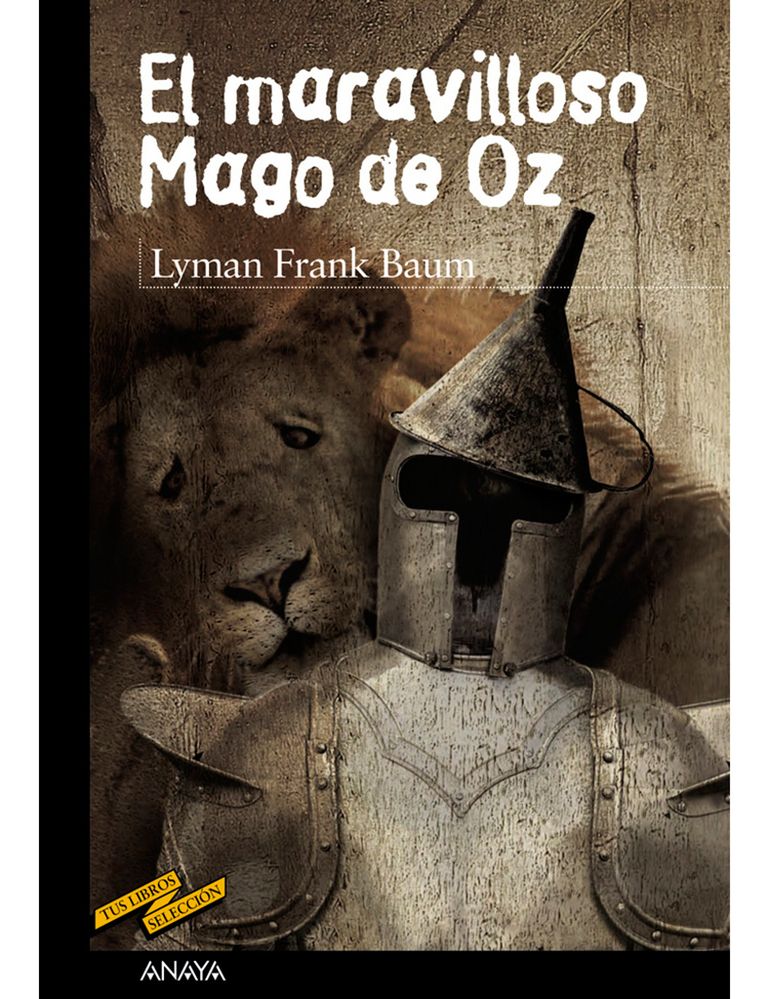 El maravilloso
Mago de Oz
Lyman Frank Baum
TUS LIBROS
SELECCIÓN
ANAYA